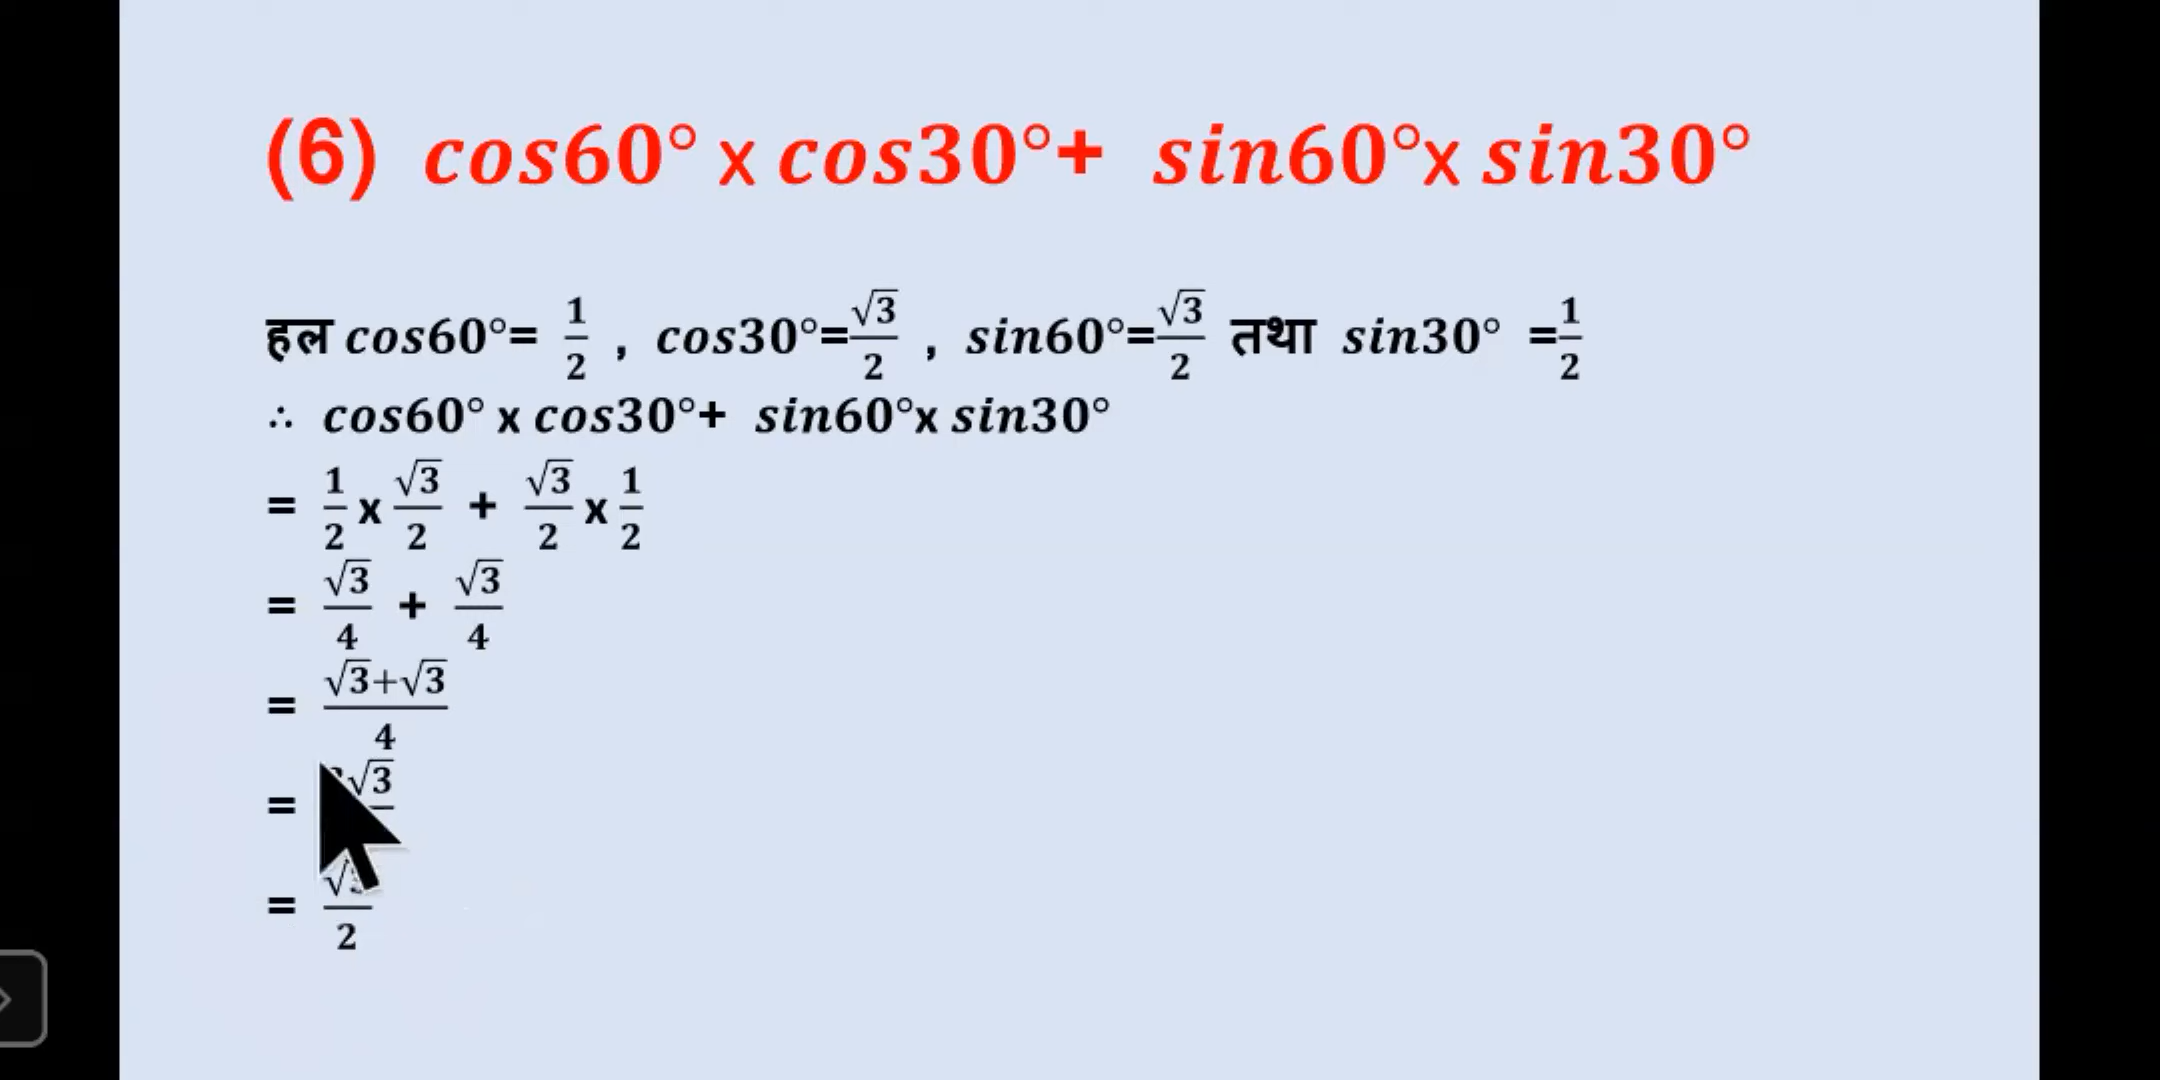 (6) cos60° x cos30°+ sin60°x sin30°
हल cos60°= 1/2 , cos30°=√3/2 , sin60°=√3/2 तथा sin30° =1/2
∴ cos60° x cos30°+ sin60°x sin30°
= 1/2 x √3/2 + √3/2 x 1/2
= √3/4 + √3/4
= √3+√3/4
= √3
= √/2